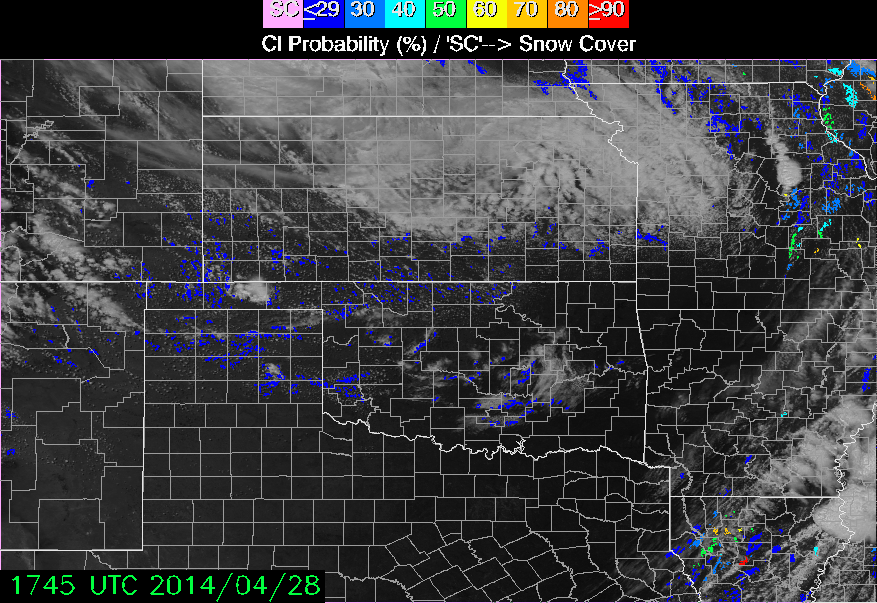 SC ≤29 30 40 50 60 70 80 ≥90
CI Probability (%) / 'SC'--> Snow Cover
1745 UTC 2014/04/28